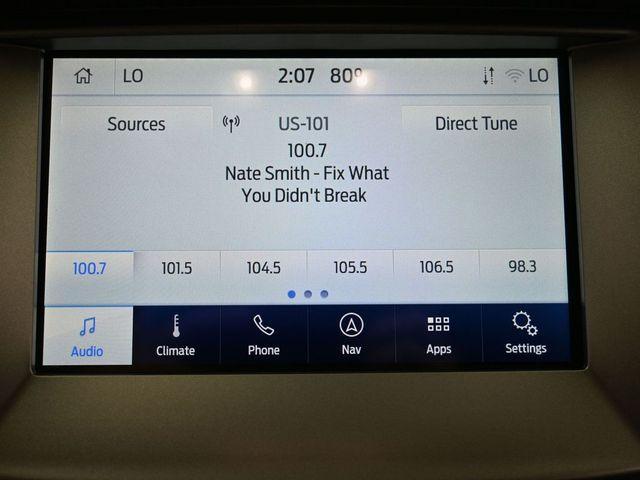 LO 2:07 80° LO
Sources US-101 Direct Tune
100.7
Nate Smith - Fix What
You Didn't Break
100.7 101.5 104.5 105.5 106.5 98.3
Audio Climate Phone Nav Apps Settings